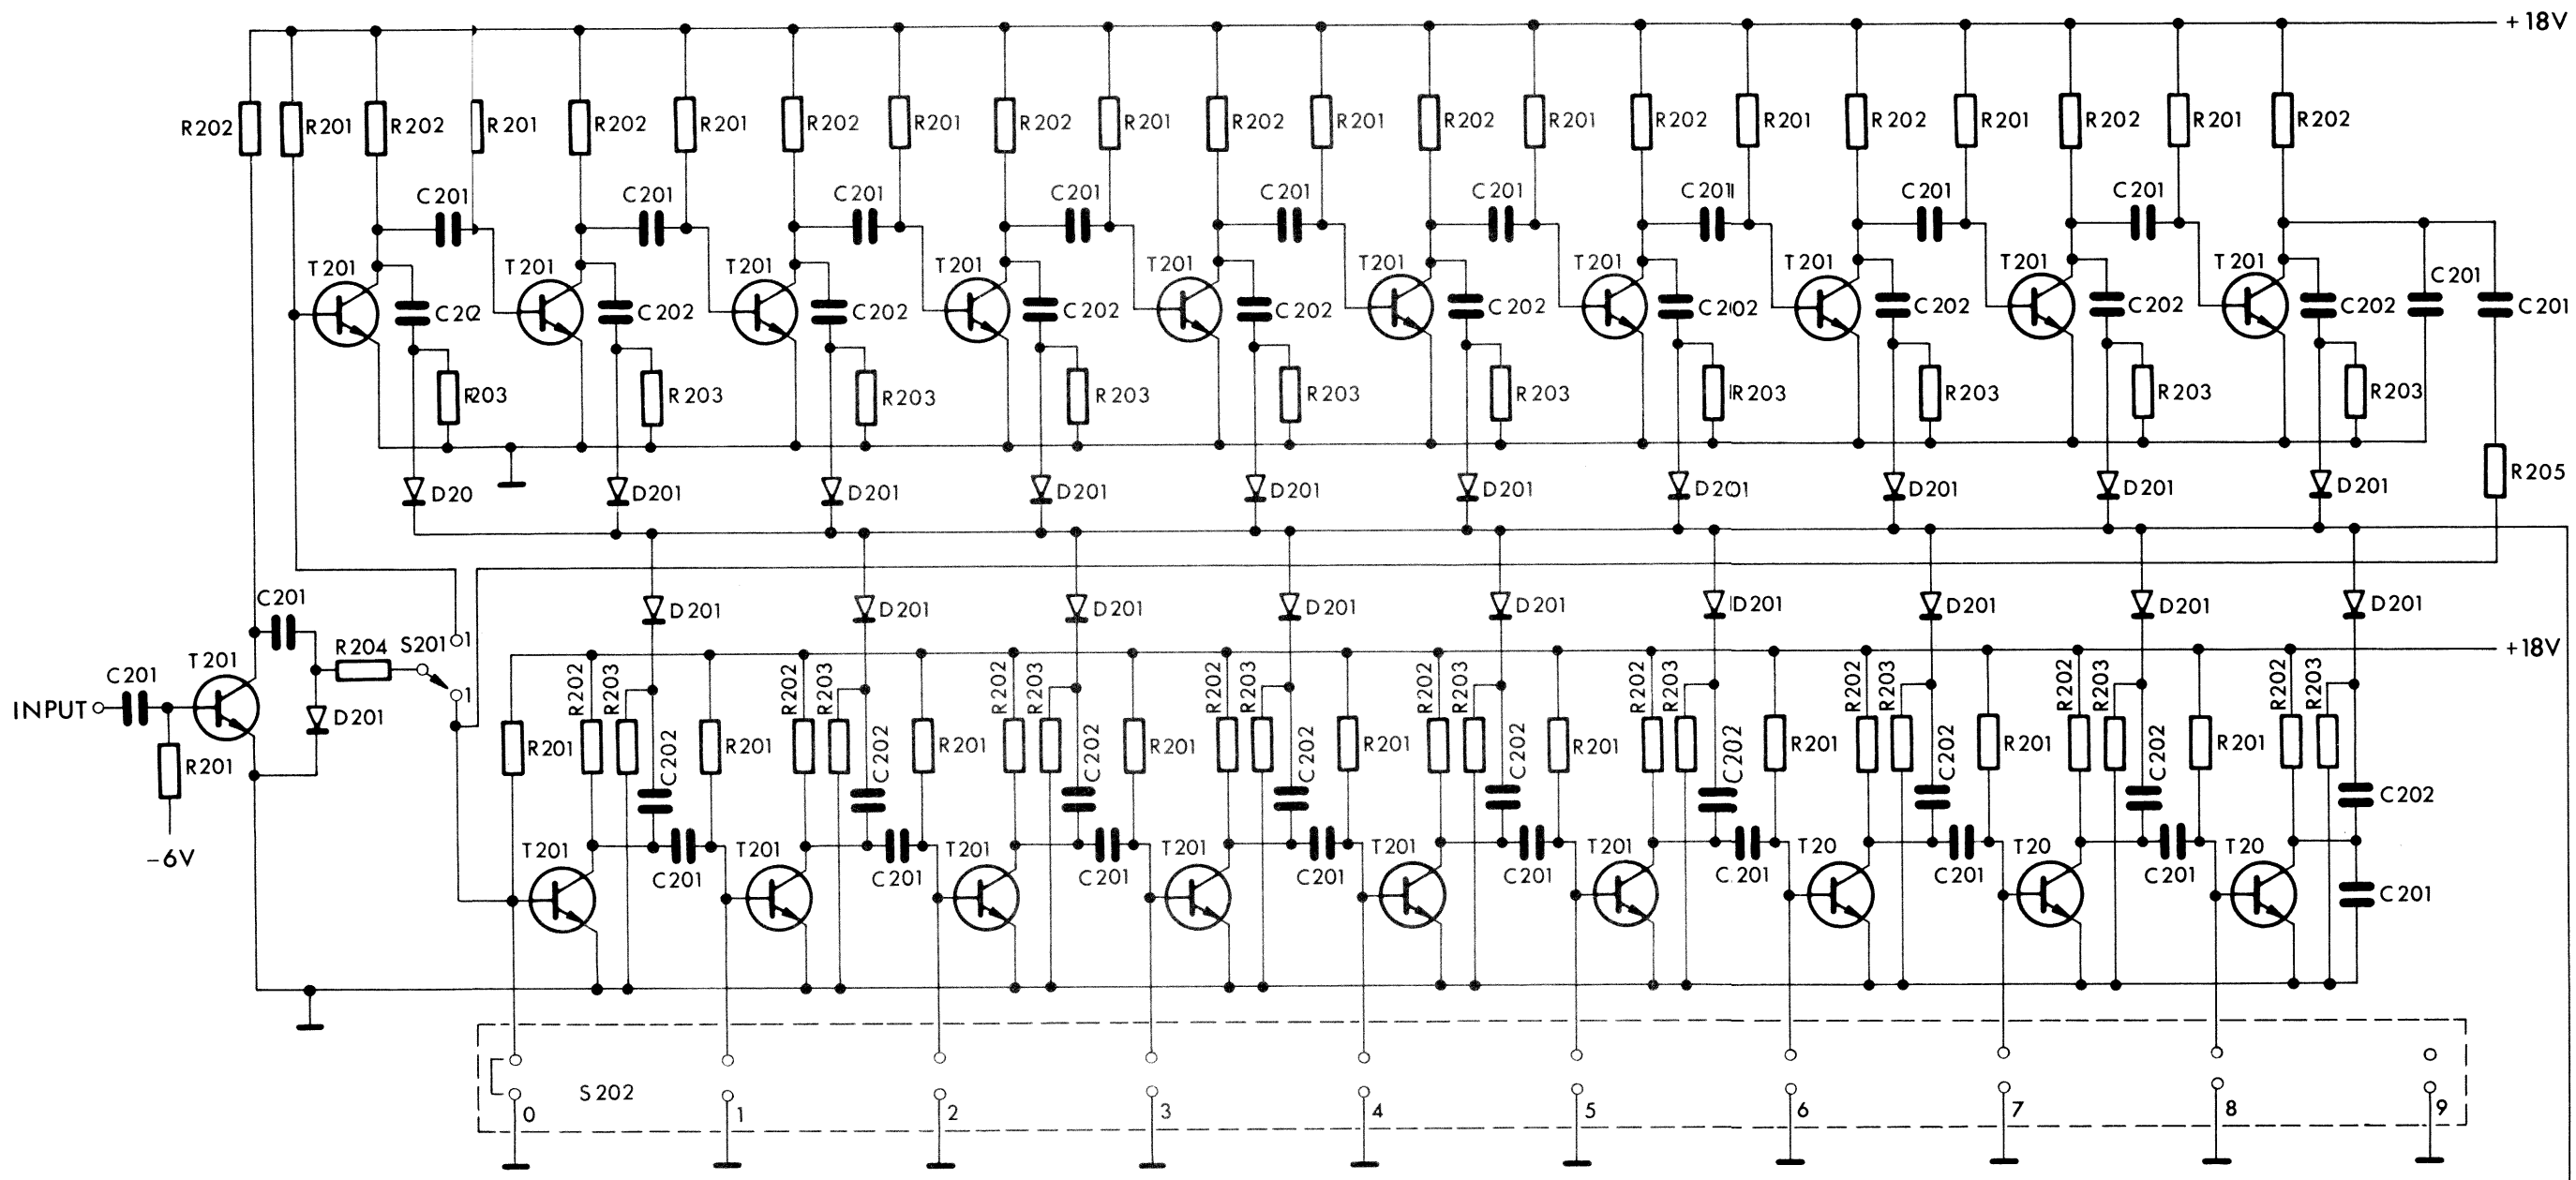 +18V
R202 R201 R202 R201 R202 R201 R202 R201 R202 R201 R202 R201 R202 R201 R202 R201 R202 R201 R202 R201 R202
C201 C201 C201 C201 C201 C201 C201 C201 C201
T201 T201 T201 T201 T201 T201 T201 T201 T201 T201 C201
C202 C202 C202 C202 C202 C202 C202 C202 C202 C202 C201
R203 R203 R203 R203 R203 R203 R203 R203 R203 R203
R205
D20 D201 D201 D201 D201 D201 D201 D201 D201 D201
C201 D201 D201 D201 D201 D201 D201 D201 D201 D201
R204 S201 1
+18V
T201
C201 1
R202 R203 R202 R203 R202 R203 R202 R203 R202 R203 R202 R203 R202 R203 R202 R203
INPUT
D201
R201
R201 C202 R201 C202 R201 C202 R201 C202 R201 C202 R201 C202 R201 C202 R201 C202 C202
-6V
T201 T201 T201 T201 T201 T201 T20 T20 T20
C201 C201 C201 C201 C201 C201 C201 C201 C201
S202
0 1 2 3 4 5 6 7 8 9